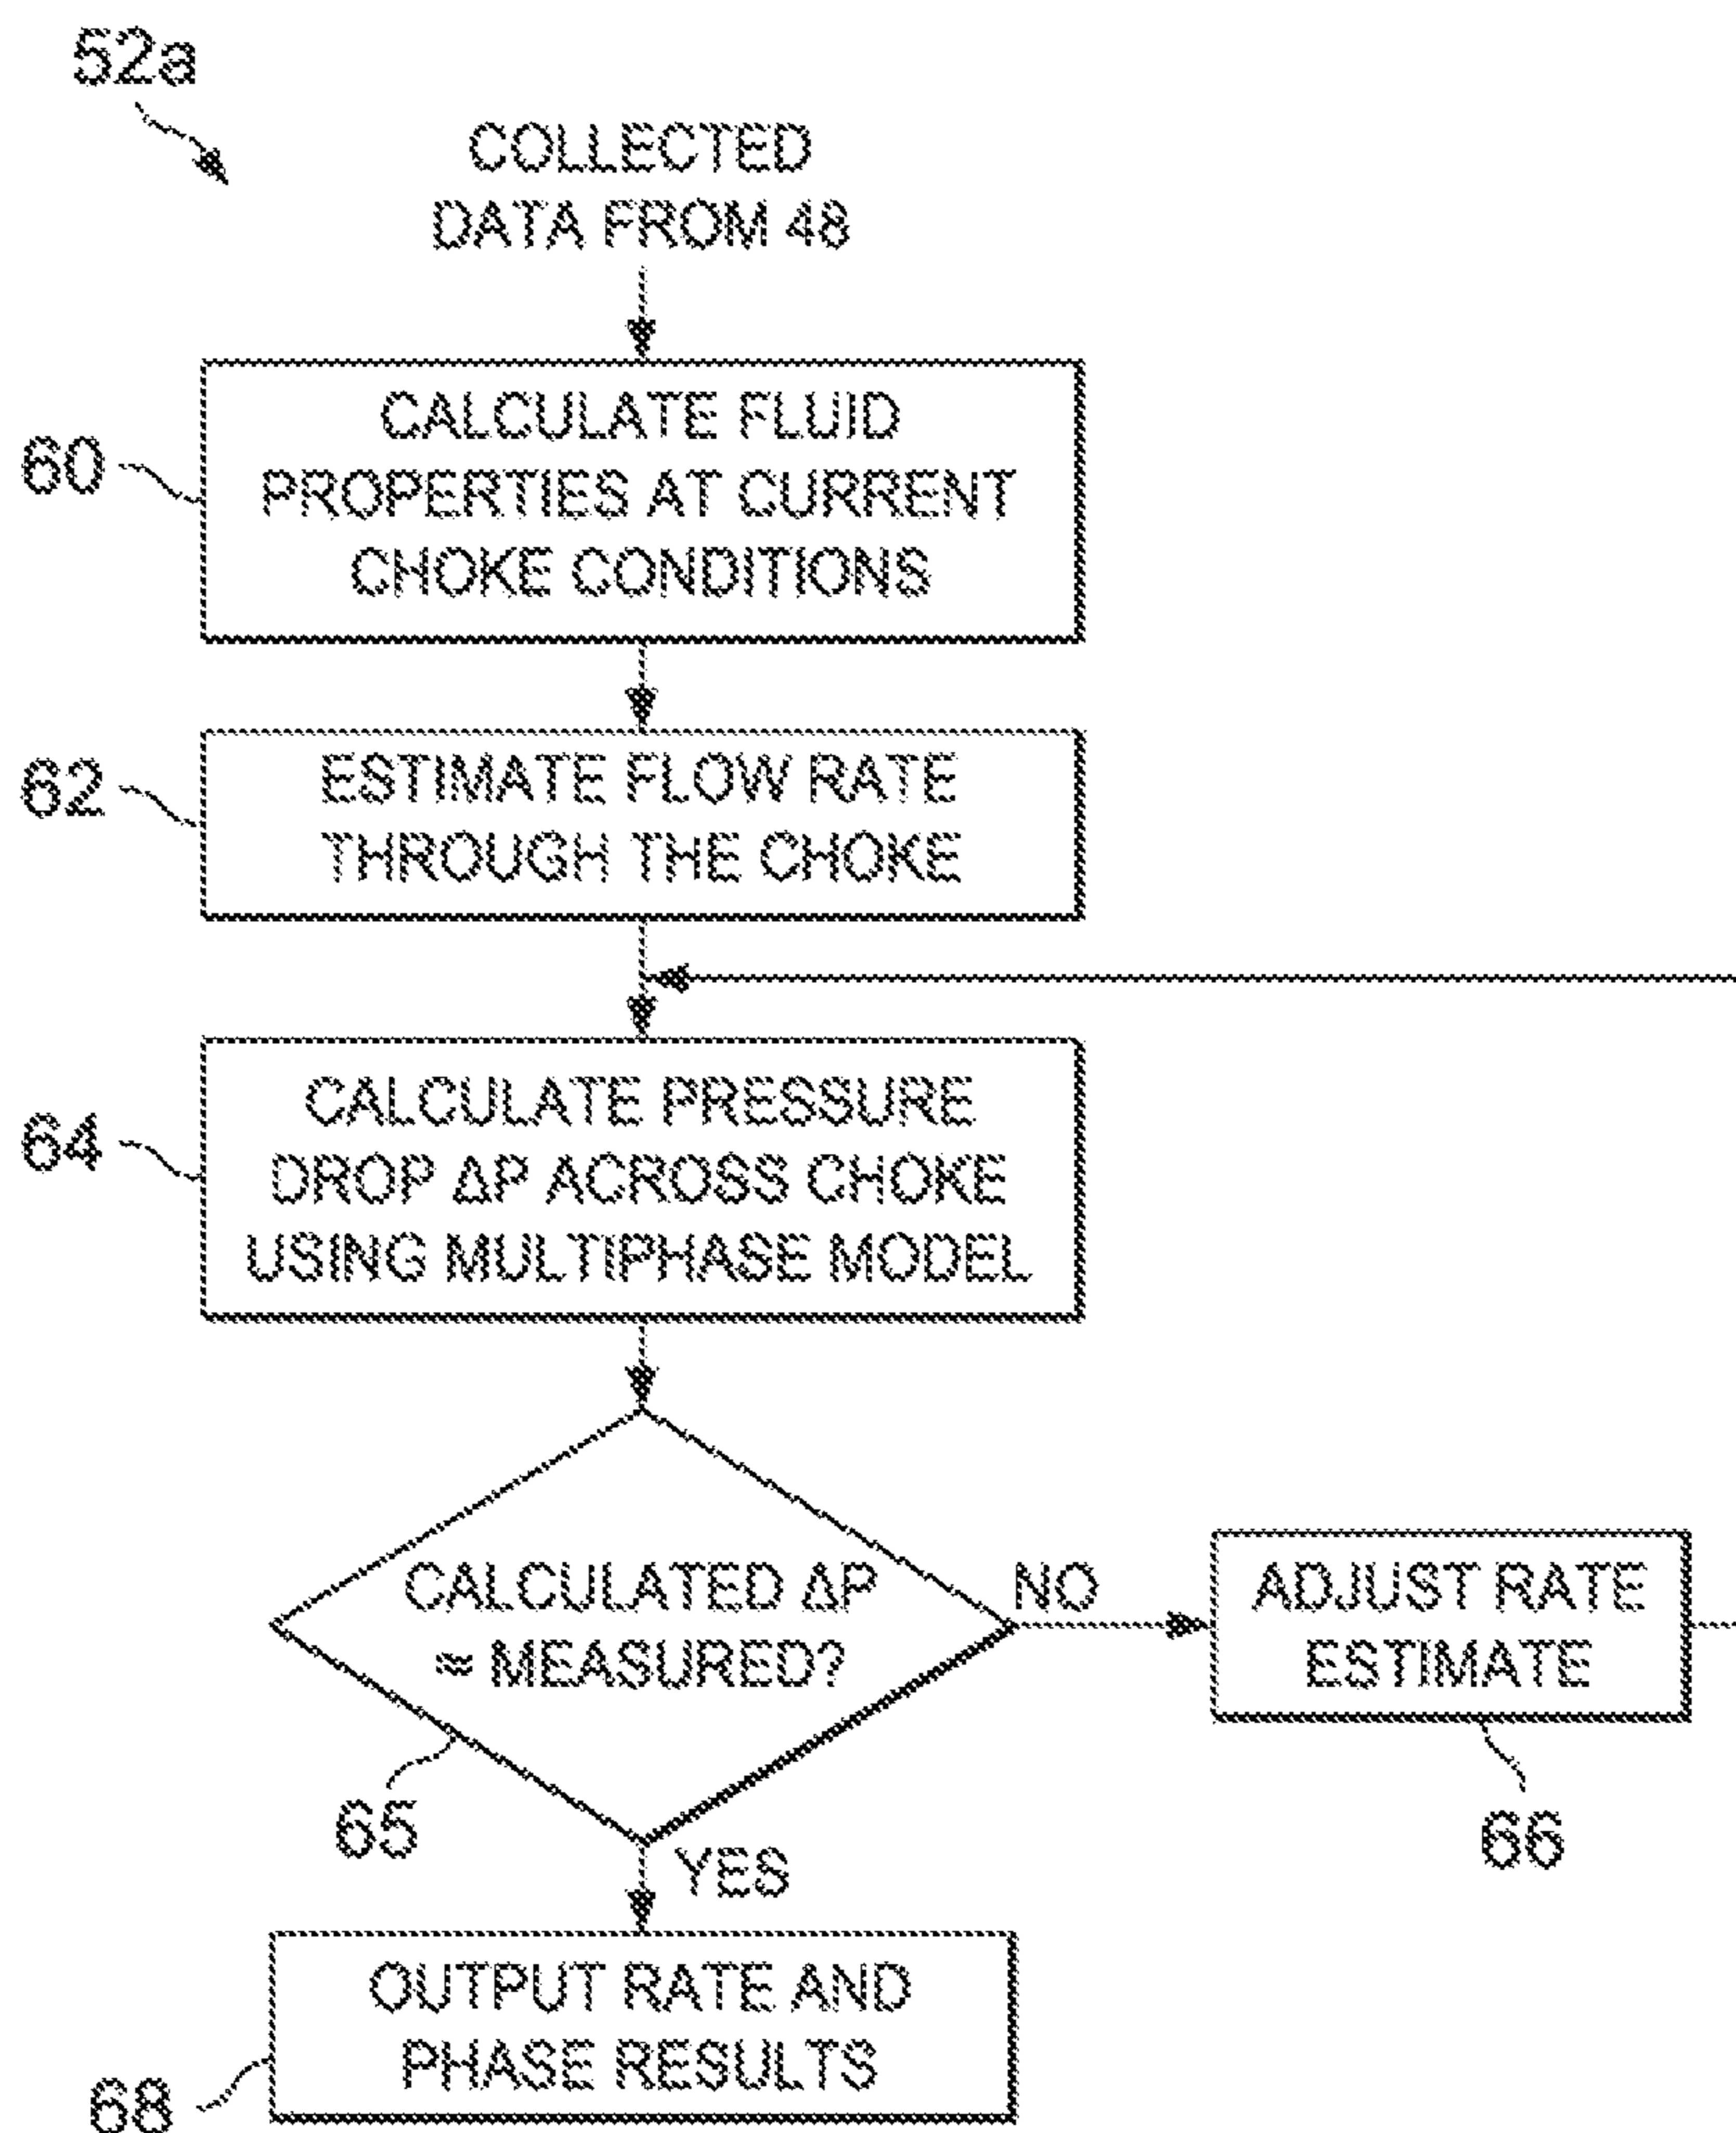 52a
COLLECTED
DATA FROM 48
60
CALCULATE FLUID
PROPERTIES AT CURRENT
CHOKE CONDITIONS
62
ESTIMATE FLOW RATE
THROUGH THE CHOKE
64
CALCULATE PRESSURE
DROP ΔP ACROSS CHOKE
USING MULTIPHASE MODEL
CALCULATED ΔP
≈ MEASURED?
NO
ADJUST RATE
ESTIMATE
65
66
YES
OUTPUT RATE AND
PHASE RESULTS
68